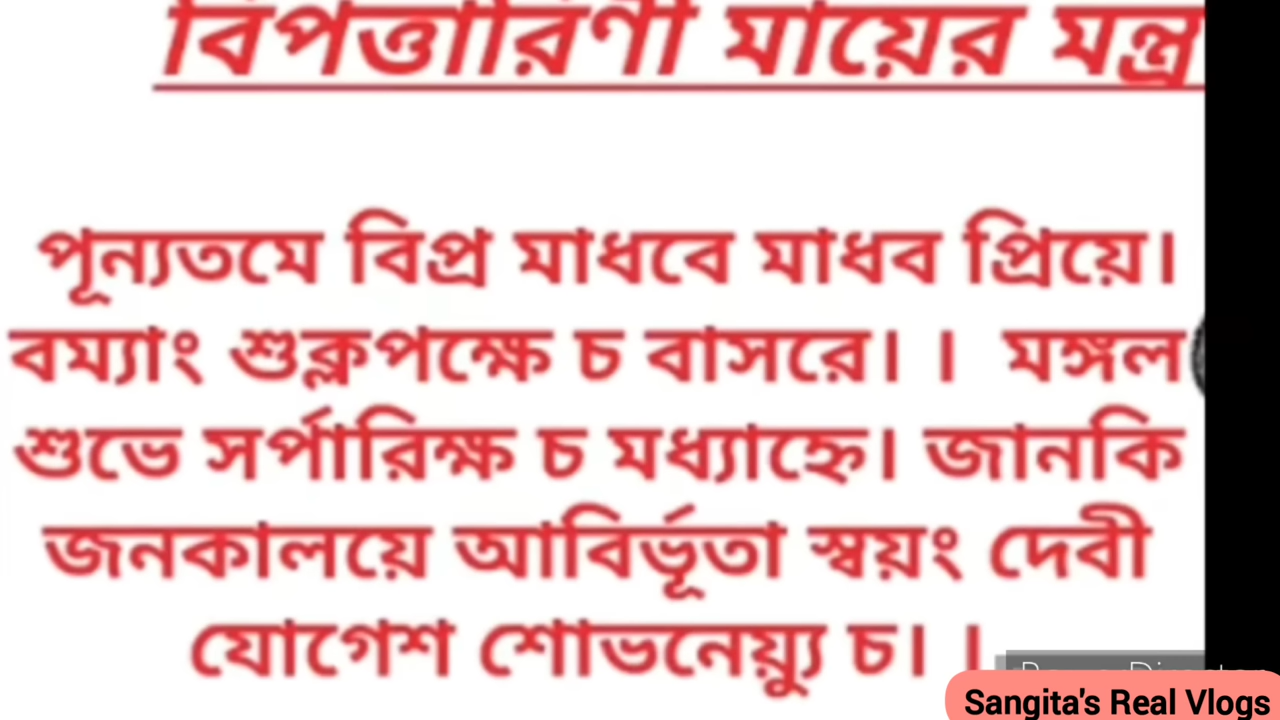 বিপত্তারিণী মায়ের মন্ত্র
পূন্যতমে বিপ্র মাধবে মাধব প্রিয়ে।
বম্যাং শুক্লপক্ষে চ বাসরে। । মঙ্গল
শুভে সর্পারিক্ষ চ মধ্যাহ্নে। জানকি
জনকালয়ে আবির্ভূতা স্বয়ং দেবী
যোগেশ শোভনেয়্যু চ। ।
Sangita's Real Vlogs